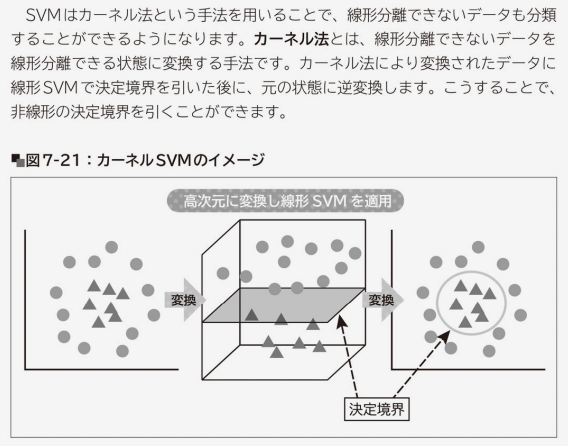 SVMはカーネル法という手法を用いることで、線形分離できないデータも分類
することができるようになります。カーネル法とは、線形分離できないデータを
線形分離できる状態に変換する手法です。カーネル法により変換されたデータに
線形SVMで決定境界を引いた後に、元の状態に逆変換します。こうすることで、
非線形の決定境界を引くことができます。
図7-21：カーネルSVMのイメージ
高次元に変換し線形SVMを適用
変換
変換
決定境界